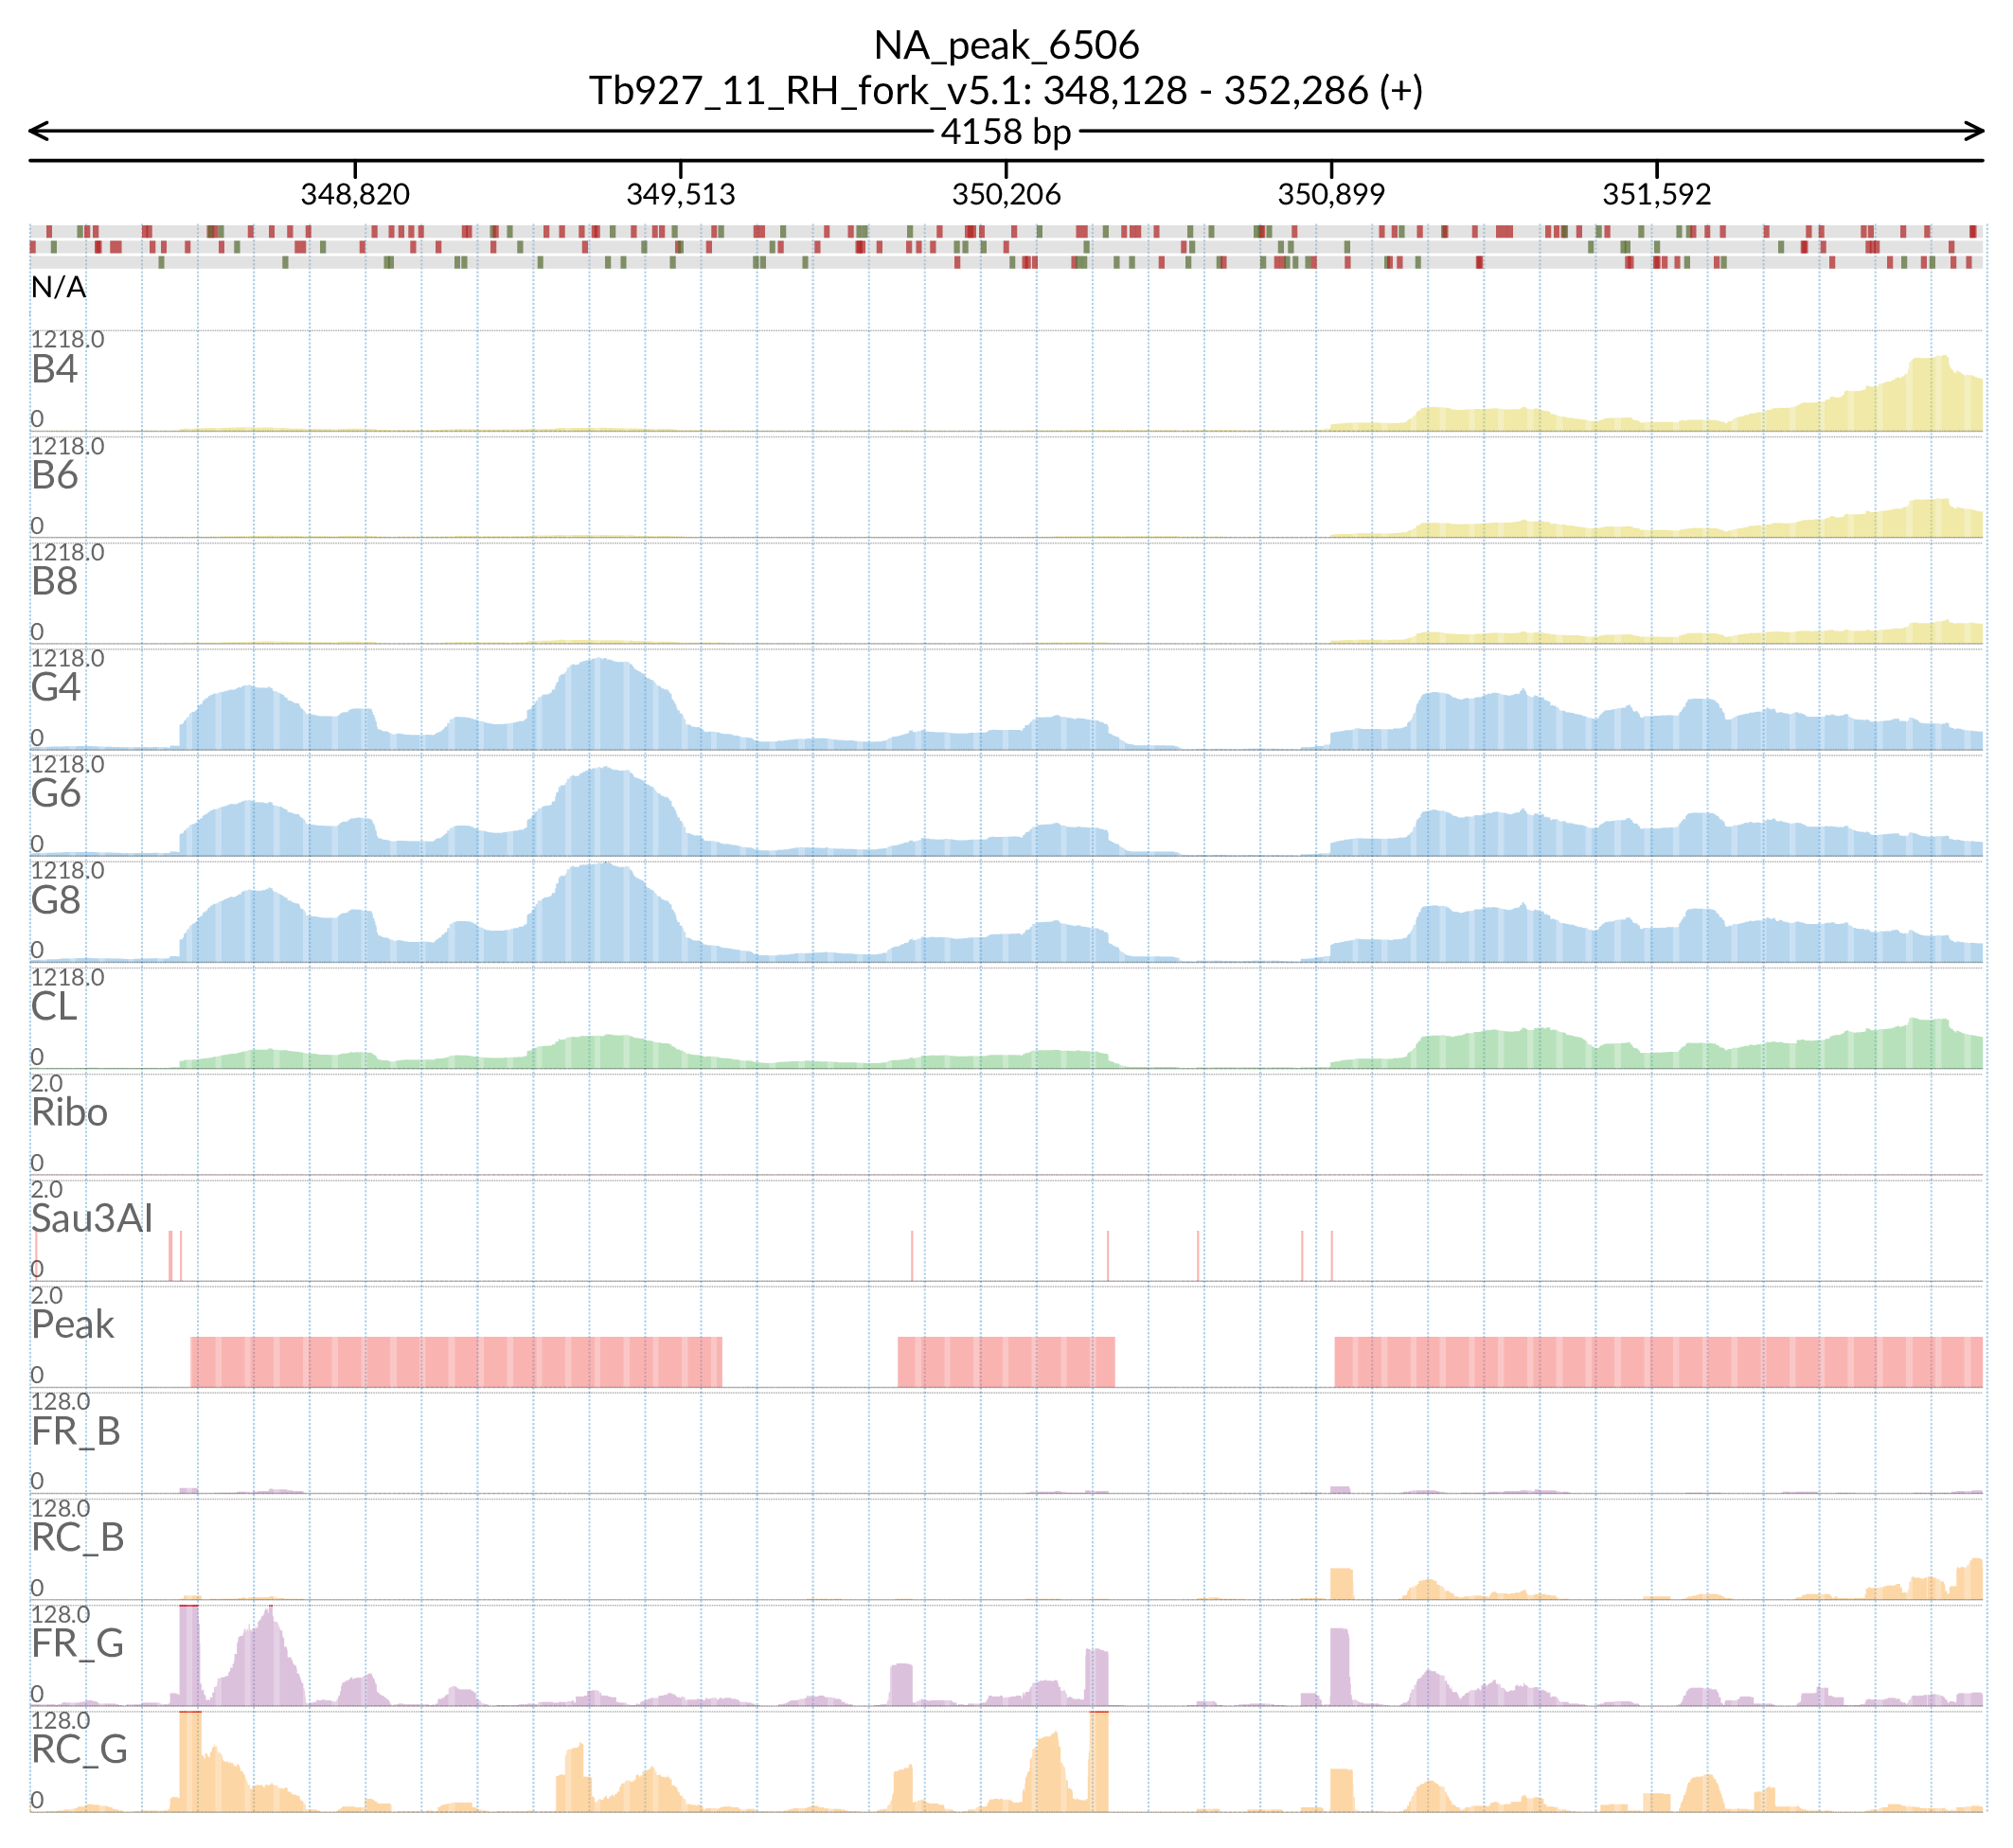 NA_peak_6506
Tb927_11_RH_fork_v5.1: 348,128 - 352,286 (+)
4158 bp
348,820 349,513 350,206 350,899 351,592
N/A
1218.0
B4
0
1218.0
B6
0
1218.0
B8
0
1218.0
G4
0
1218.0
G6
0
1218.0
G8
0
1218.0
CL
0
2.0
Ribo
0
2.0
Sau3AI
0
2.0
Peak
0
128.0
FR_B
0
128.0
RC_B
0
128.0
FR_G
0
128.0
RC_G
0